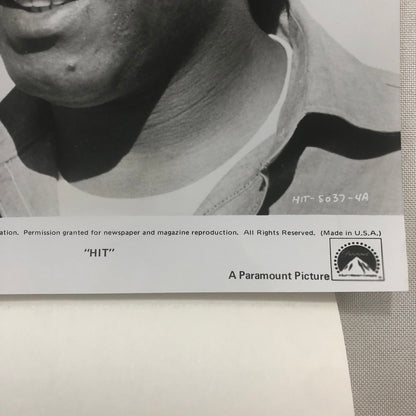 HIT-5037-4A
ation. Permission granted for newspaper and magazine reproduction. All Rights Reserved. (Made in U.S.A.)
"HIT"
A Paramount Picture
Paramount